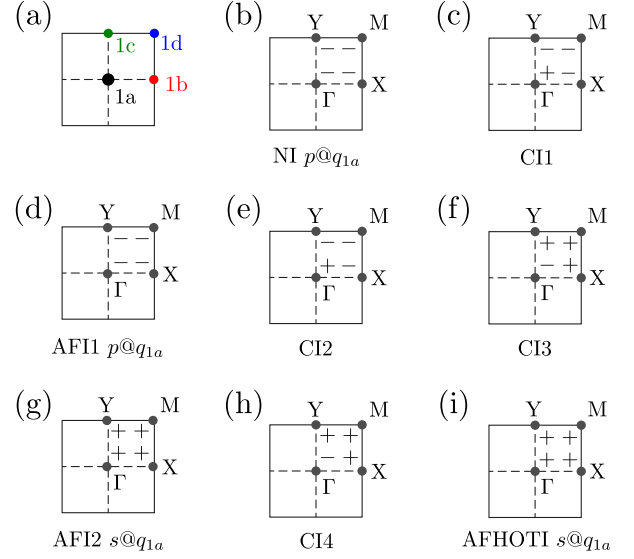 (a)
1c
1d
1b
1a
(b)
Y
M
− −
− −
X
Γ
NI p@q1a
(c)
Y
M
− −
+ −
X
Γ
CI1
(d)
Y
M
− −
− −
X
Γ
AFI1 p@q1a
(e)
Y
M
− −
+ −
X
Γ
CI2
(f)
Y
M
+ +
− +
X
Γ
CI3
(g)
Y
M
+ +
+ +
X
Γ
AFI2 s@q1a
(h)
Y
M
+ +
− +
X
Γ
CI4
(i)
Y
M
+ +
+ +
X
Γ
AFHOTI s@q1a